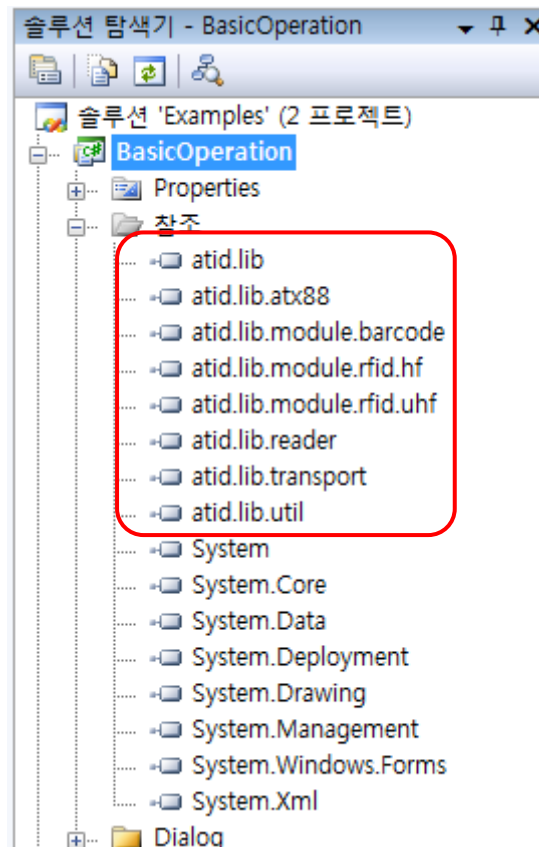 솔루션 탐색기 - BasicOperation
솔루션 'Examples' (2 프로젝트)
BasicOperation
Properties
참조
atid.lib
atid.lib.atx88
atid.lib.module.barcode
atid.lib.module.rfid.hf
atid.lib.module.rfid.uhf
atid.lib.reader
atid.lib.transport
atid.lib.util
System
System.Core
System.Data
System.Deployment
System.Drawing
System.Management
System.Windows.Forms
System.Xml
Dialog